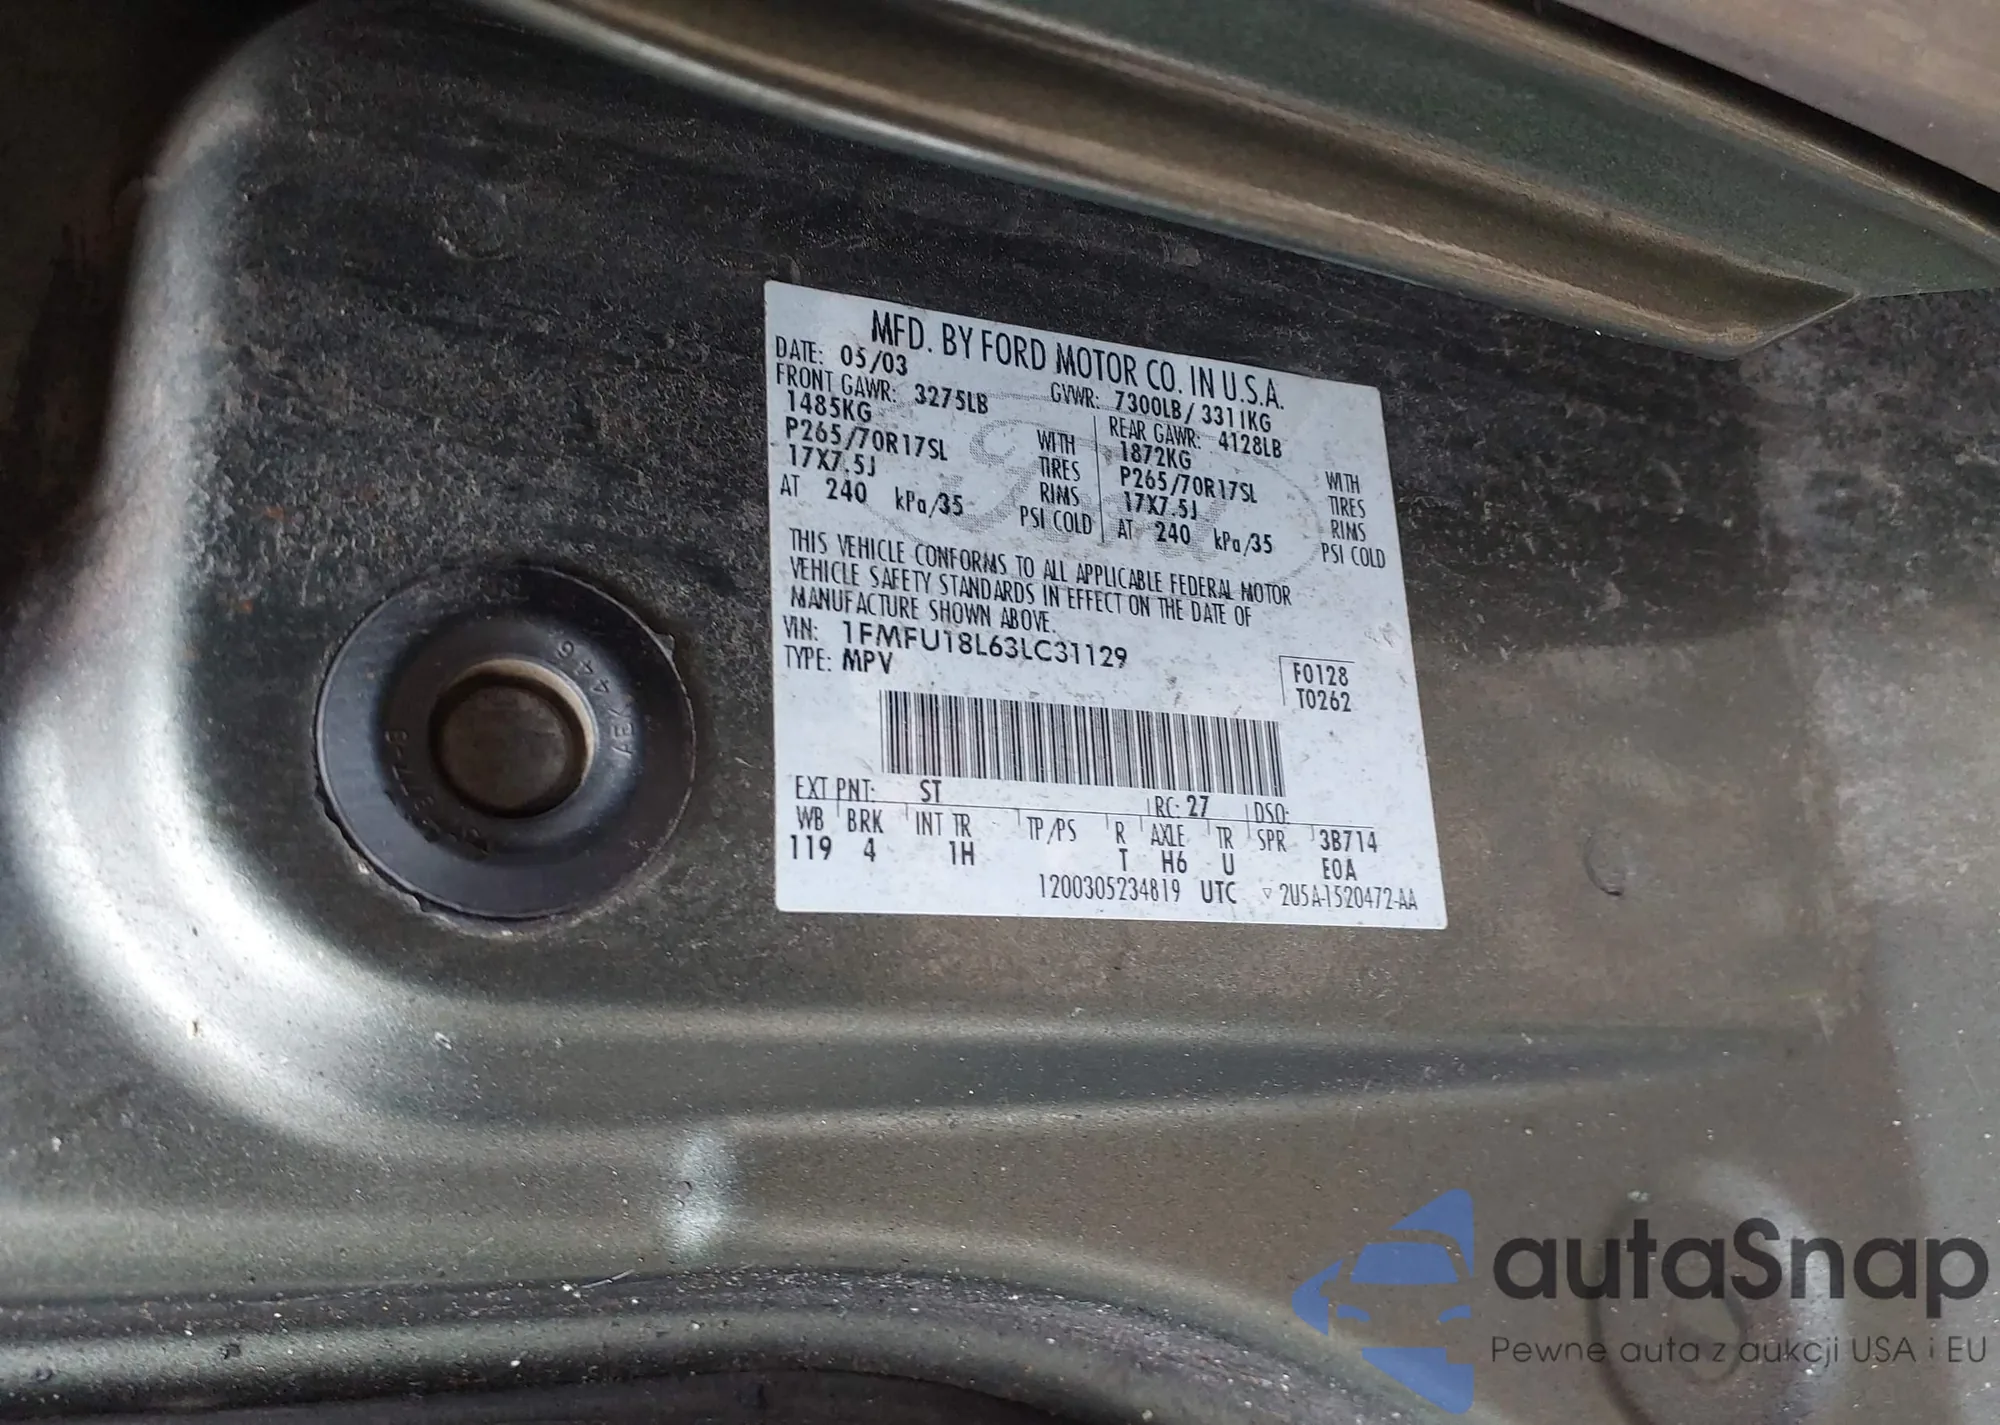 MFD. BY FORD MOTOR CO. IN U.S.A.
DATE: 05/03 GVWR: 7300LB/3311KG
FRONT GAWR: 3275LB REAR GAWR: 4128LB
1485KG WITH 1872KG WITH
P265/70R17SL TIRES P265/70R17SL TIRES
17X7.5J RIMS 17X7.5J RIMS
AT 240 kPa/35 PSI COLD AT 240 kPa/35 PSI COLD
THIS VEHICLE CONFORMS TO ALL APPLICABLE FEDERAL MOTOR
VEHICLE SAFETY STANDARDS IN EFFECT ON THE DATE OF
MANUFACTURE SHOWN ABOVE.
VIN: 1FMFU18L63LC31129
TYPE: MPV
F0128
T0262
EXT PNT: ST RC: 27 DSO:
WB BRK INT TR TP/PS R AXLE TR SPR 3B714
119 4 1H T H6 U E0A
1200305234819 UTC ▽ 2U5A-1520472-AA
autaSnap
Pewne auta z aukcji USA i EU